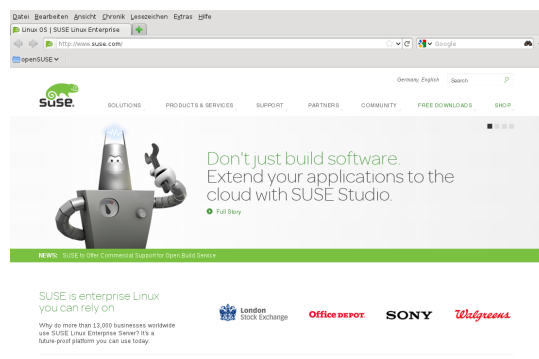 Datei Bearbeiten Ansicht Chronik Lesezeichen Extras Hilfe
Linux OS | SUSE Linux Enterprise
http://www.suse.com/
Google
openSUSE
Germany, English
Search
SUSE
SOLUTIONS PRODUCTS & SERVICES SUPPORT PARTNERS COMMUNITY FREE DOWNLOADS SHOP
Don't just build software.
Extend your applications to the
cloud with SUSE Studio.
Full Story
NEWS: SUSE to Offer Commercial Support for Open Build Service
SUSE is enterprise Linux
you can rely on
Why do more than 13,000 businesses worldwide
use SUSE Linux Enterprise Server? It's a
future-proof platform you can use today.
London
Stock Exchange
Office DEPOT.
SONY
Walgreens